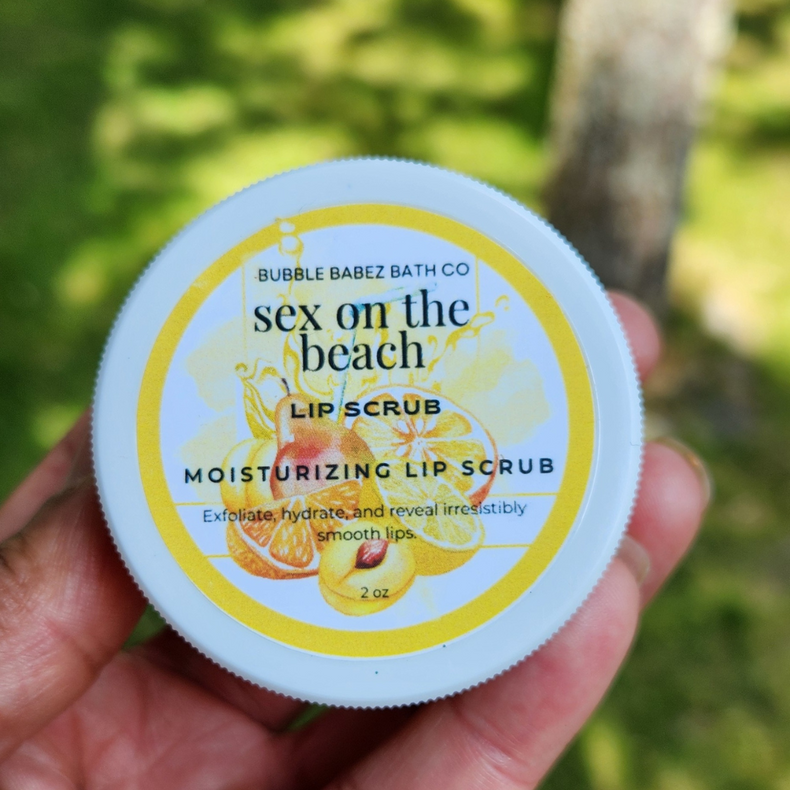 BUBBLE BABEZ BATH CO
sex on the
beach
LIP SCRUB
MOISTURIZING LIP SCRUB
Exfoliate, hydrate, and reveal irresistibly
smooth lips.
2 oz